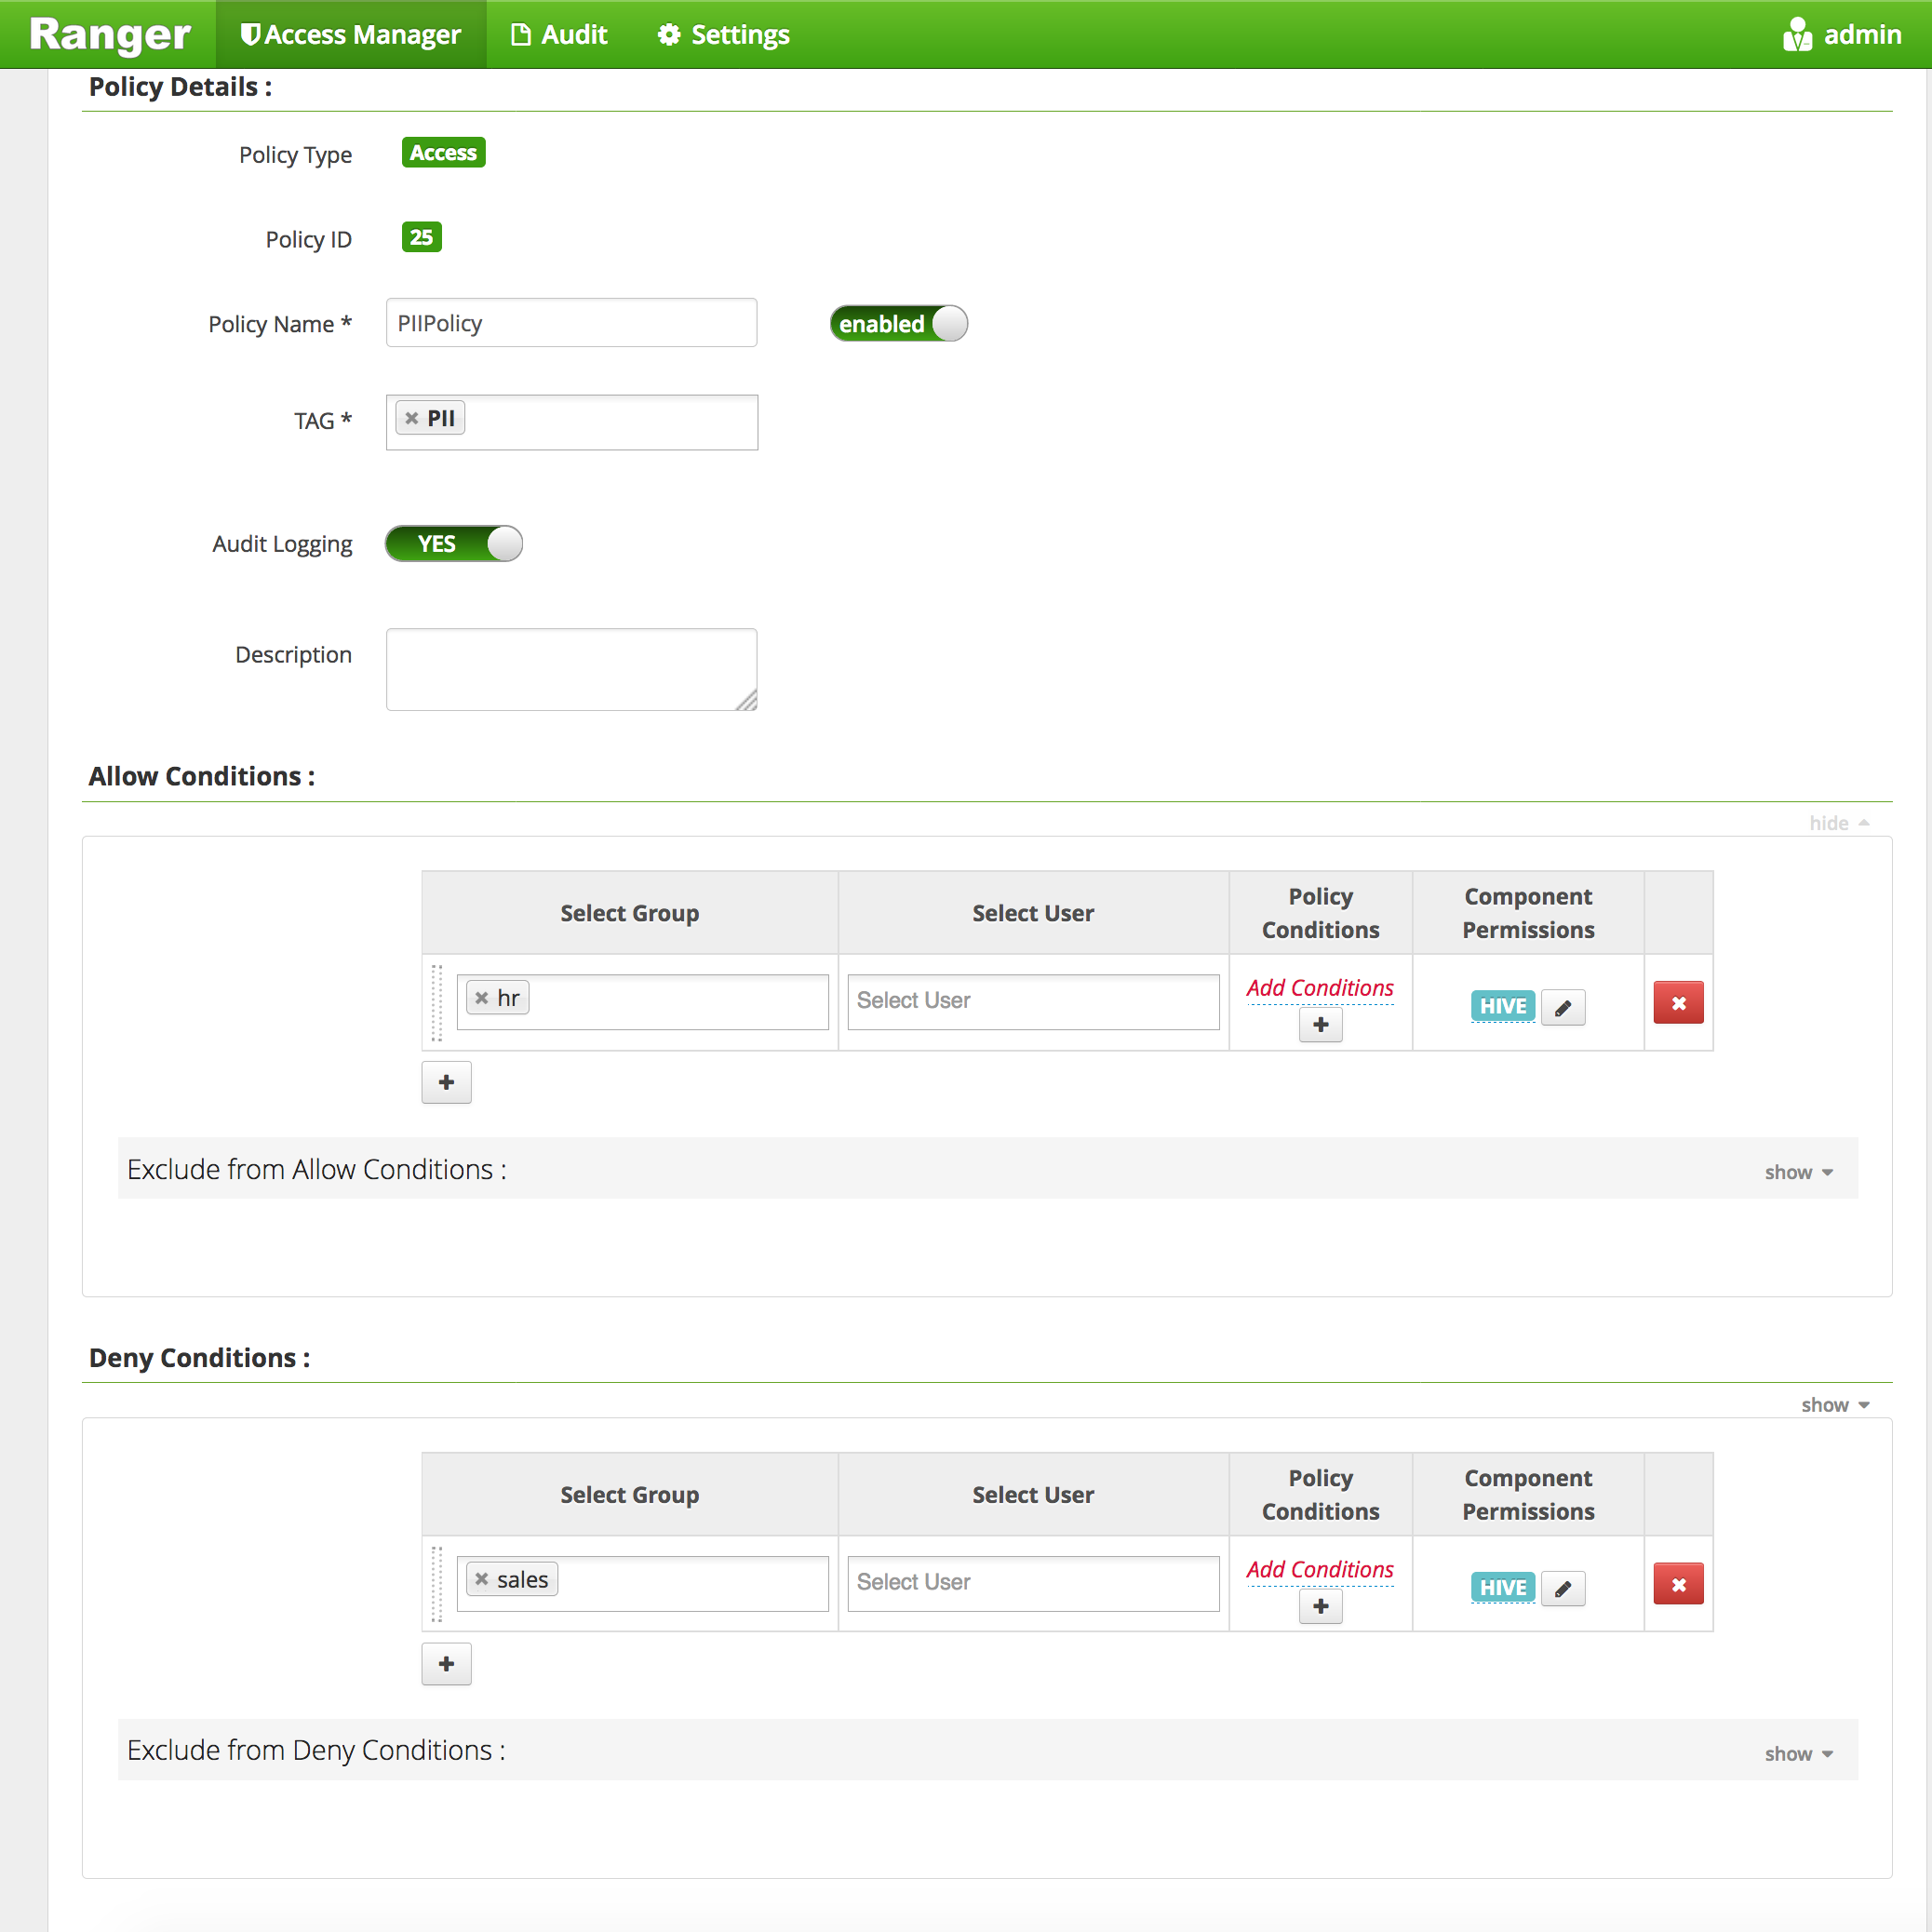 Ranger Access Manager Audit Settings admin
Policy Details :
Policy Type Access
Policy ID 25
Policy Name * PIIPolicy enabled
TAG * PII
Audit Logging YES
Description
Allow Conditions :
hide
Select Group Select User Policy Conditions Component Permissions
hr Select User Add Conditions HIVE
Exclude from Allow Conditions : show
Deny Conditions :
show
Select Group Select User Policy Conditions Component Permissions
sales Select User Add Conditions HIVE
Exclude from Deny Conditions : show